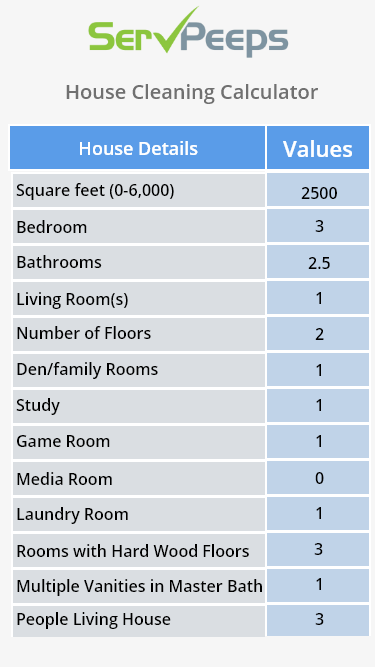 ServPeeps
House Cleaning Calculator
House Details Values
Square feet (0-6,000) 2500
Bedroom 3
Bathrooms 2.5
Living Room(s) 1
Number of Floors 2
Den/family Rooms 1
Study 1
Game Room 1
Media Room 0
Laundry Room 1
Rooms with Hard Wood Floors 3
Multiple Vanities in Master Bath 1
People Living House 3